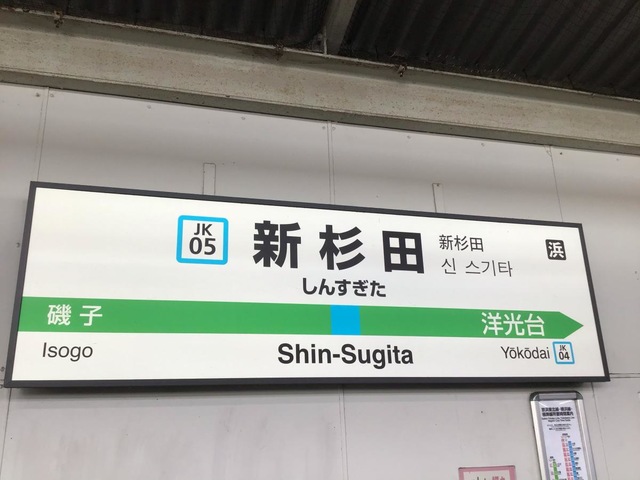 JK
05
新杉田
新杉田
신 스기타
浜
しんすぎた
磯子
洋光台
Isogo
Shin-Sugita
Yōkōdai
JK
04